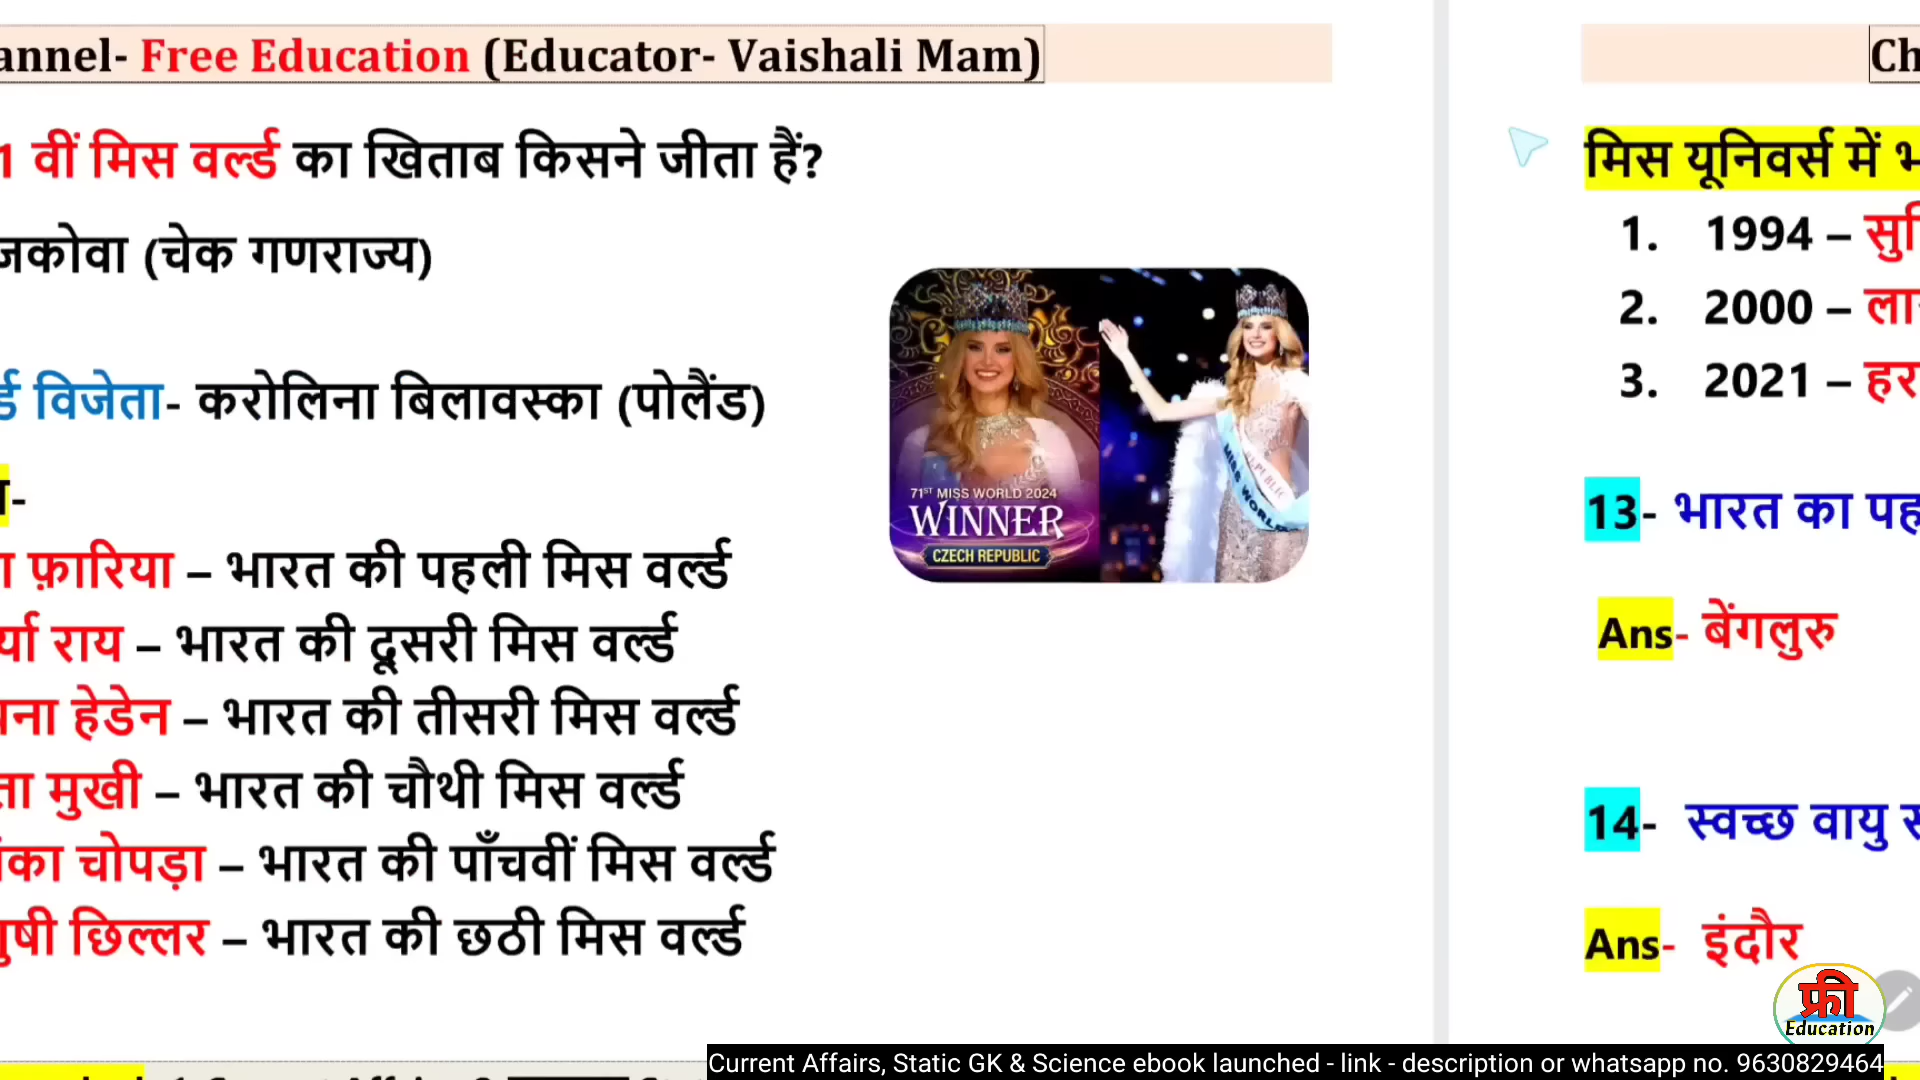 annel- Free Education (Educator- Vaishali Mam)
1 वीं मिस वर्ल्ड का खिताब किसने जीता हैं?
जकोवा (चेक गणराज्य)
विजेता- करोलिना बिलावस्का (पोलैंड)
71ST MISS WORLD 2024
WINNER
CZECH REPUBLIC
MISS WORLD
फ़ारिया – भारत की पहली मिस वर्ल्ड
र्या राय – भारत की दूसरी मिस वर्ल्ड
ना हेडेन – भारत की तीसरी मिस वर्ल्ड
ता मुखी – भारत की चौथी मिस वर्ल्ड
का चोपड़ा – भारत की पाँचवीं मिस वर्ल्ड
षी छिल्लर – भारत की छठी मिस वर्ल्ड
Ch
मिस यूनिवर्स में
1. 1994 –
2. 2000 –
3. 2021 – हर
13- भारत का पह
Ans- बेंगलुरु
14- स्वच्छ वायु
Ans- इंदौर
फ्री
Education
Current Affairs, Static GK & Science ebook launched - link - description or whatsapp no. 9630829464